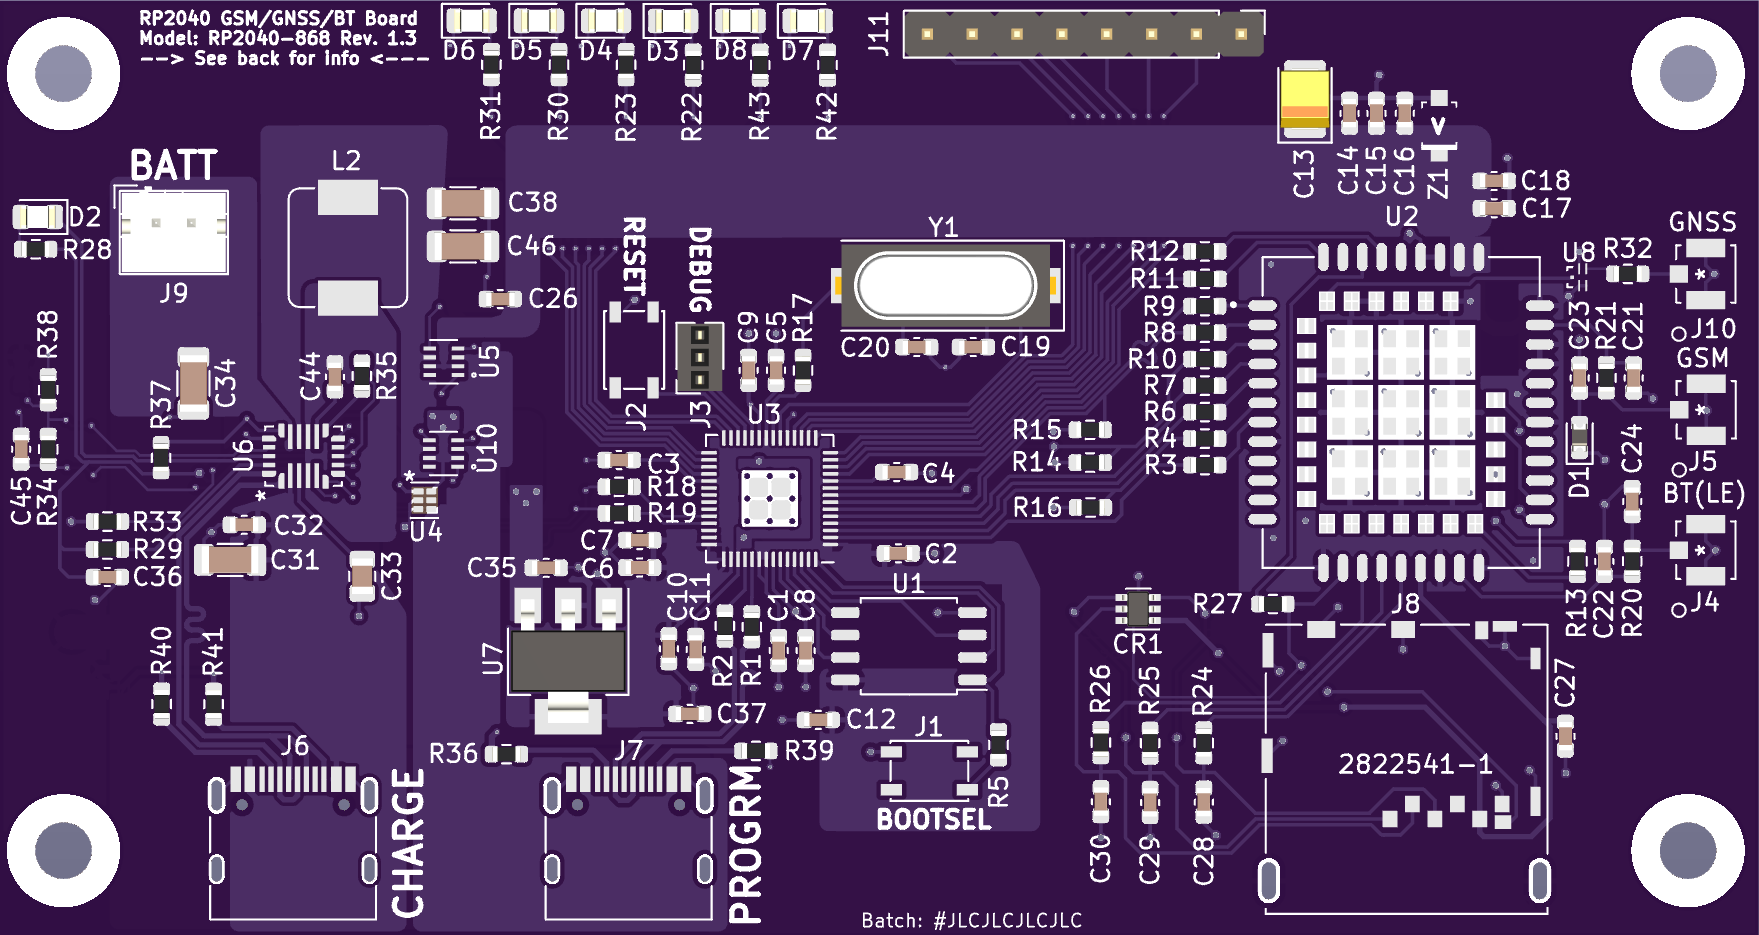 RP2040 GSM/GNSS/BT Board
Model: RP2040-868 Rev. 1.3
--> See back for info <---
D6
D5
D4
D3
D8
D7
J11
R31
R30
R23
R22
R43
R42
C13
C14
C15
C16
Z1
C18
C17
BATT
L2
D2
R28
J9
C38
C46
C26
RESET
DEBUG
Y1
U2
GNSS
R12
R11
R9
R8
R10
R7
R6
R4
R3
U8
R32
*
J10
GSM
*
J5
BT(LE)
*
J4
R38
R37
C34
C44
R35
U5
J2
J3
C9
C5
R17
C20
C19
C23
R21
C21
U6
*
U10
*
U4
U3
R15
R14
R16
C4
C3
R18
R19
C7
C6
C2
C45
R34
R33
R29
C36
C32
C31
C33
C35
D1
C24
R13
C22
R20
U7
C10
C11
R2
R1
C1
C8
U1
CR1
R27
J8
R40
R41
C37
C12
J1
R5
R26
R25
R24
C27
J6
R36
J7
R39
2822541-1
CHARGE
PROGRM
BOOTSEL
C30
C29
C28
Batch: #JLCJLCJLCJLC